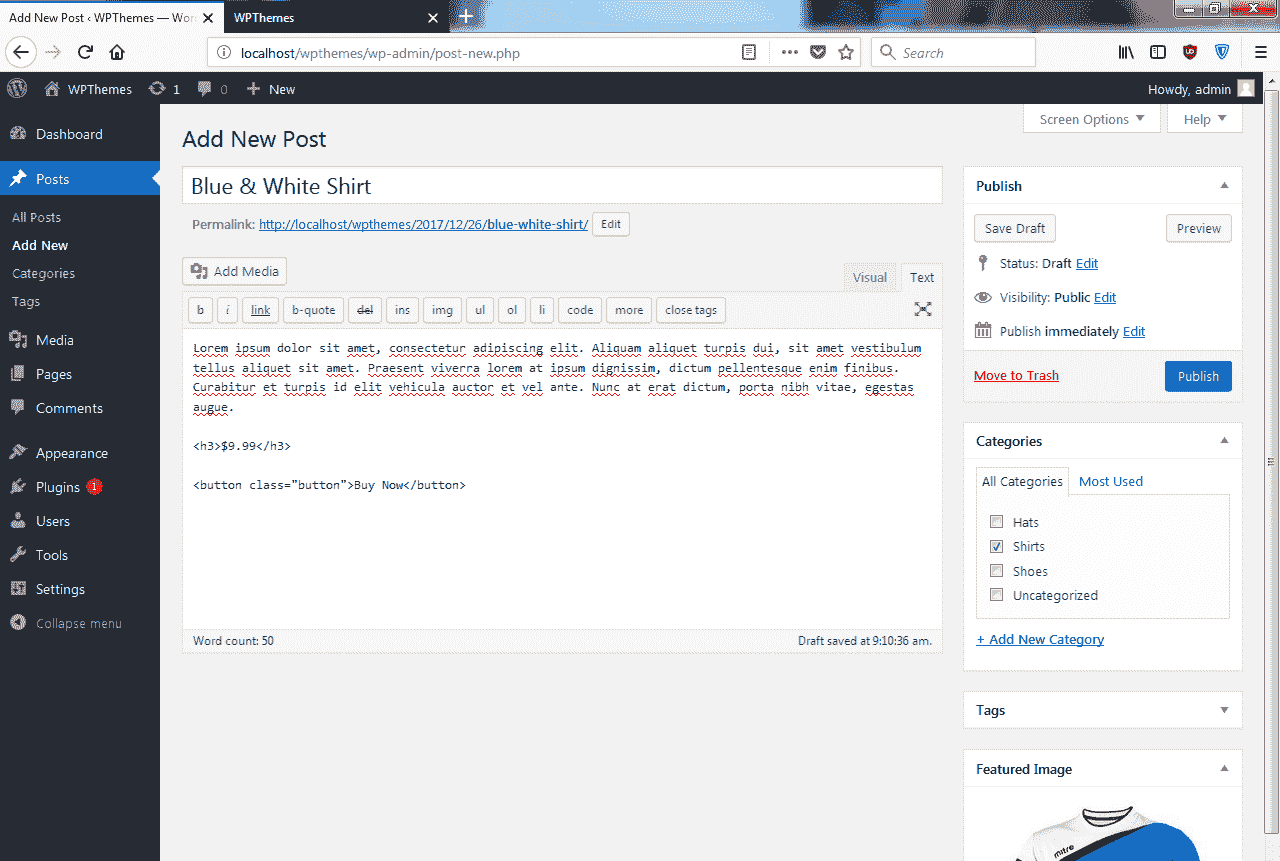 Add New Post ‹ WPThemes — Wor
WPThemes
localhost/wpthemes/wp-admin/post-new.php
Search
WPThemes
1
0
New
Howdy, admin
Dashboard
Posts
All Posts
Add New
Categories
Tags
Media
Pages
Comments
Appearance
Plugins 1
Users
Tools
Settings
Collapse menu
Screen Options
Help
Add New Post
Blue & White Shirt
Permalink: http://localhost/wpthemes/2017/12/26/blue-white-shirt/ Edit
Add Media
Visual Text
b i link b-quote del ins img ul ol li code more close tags
Lorem ipsum dolor sit amet, consectetur adipiscing elit. Aliquam aliquet turpis dui, sit amet vestibulum
tellus aliquet sit amet. Praesent viverra lorem at ipsum dignissim, dictum pellentesque enim finibus.
Curabitur et turpis id elit vehicula auctor et vel ante. Nunc at erat dictum, porta nibh vitae, egestas
augue.
<h3>$9.99</h3>
<button class="button">Buy Now</button>
Word count: 50
Draft saved at 9:10:36 am.
Publish
Save Draft Preview
Status: Draft Edit
Visibility: Public Edit
Publish immediately Edit
Move to Trash Publish
Categories
All Categories Most Used
Hats
Shirts
Shoes
Uncategorized
+ Add New Category
Tags
Featured Image
mitre